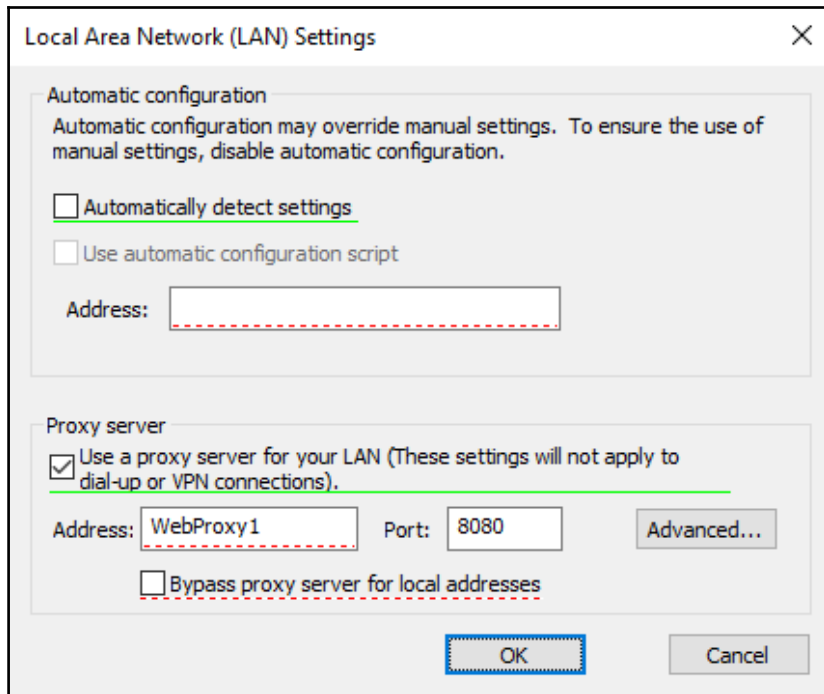 Local Area Network (LAN) Settings
Automatic configuration
Automatic configuration may override manual settings.  To ensure the use of
manual settings, disable automatic configuration.
Automatically detect settings
Use automatic configuration script
Address:
Proxy server
Use a proxy server for your LAN (These settings will not apply to
dial-up or VPN connections).
Address: WebProxy1 Port: 8080 Advanced...
Bypass proxy server for local addresses
OK Cancel